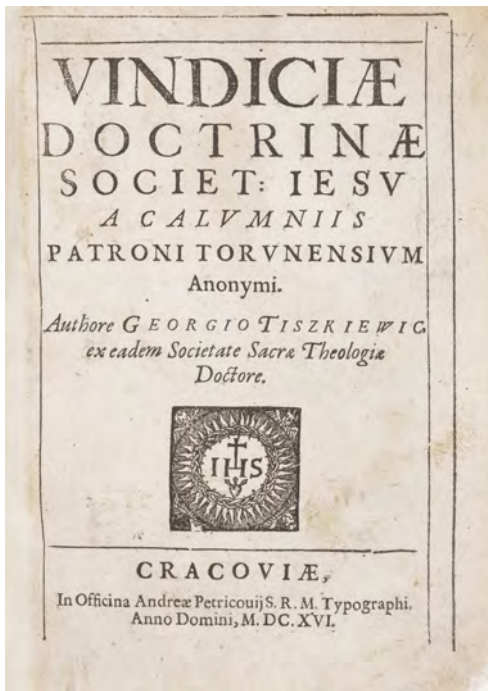 VINDICIÆ
DOCTRINÆ
SOCIET: IESV
A CALVMNIIS
PATRONI TORVNENSIVM
Anonymi.
Authore GEORGIO TISZKIEWIC.
ex eadem Societate Sacræ Theologiæ
Doctore.
IHS
CRACOVIÆ,
In Officina Andreæ Petricouij S. R. M. Typographi.
Anno Domini, M. DC. XVI.